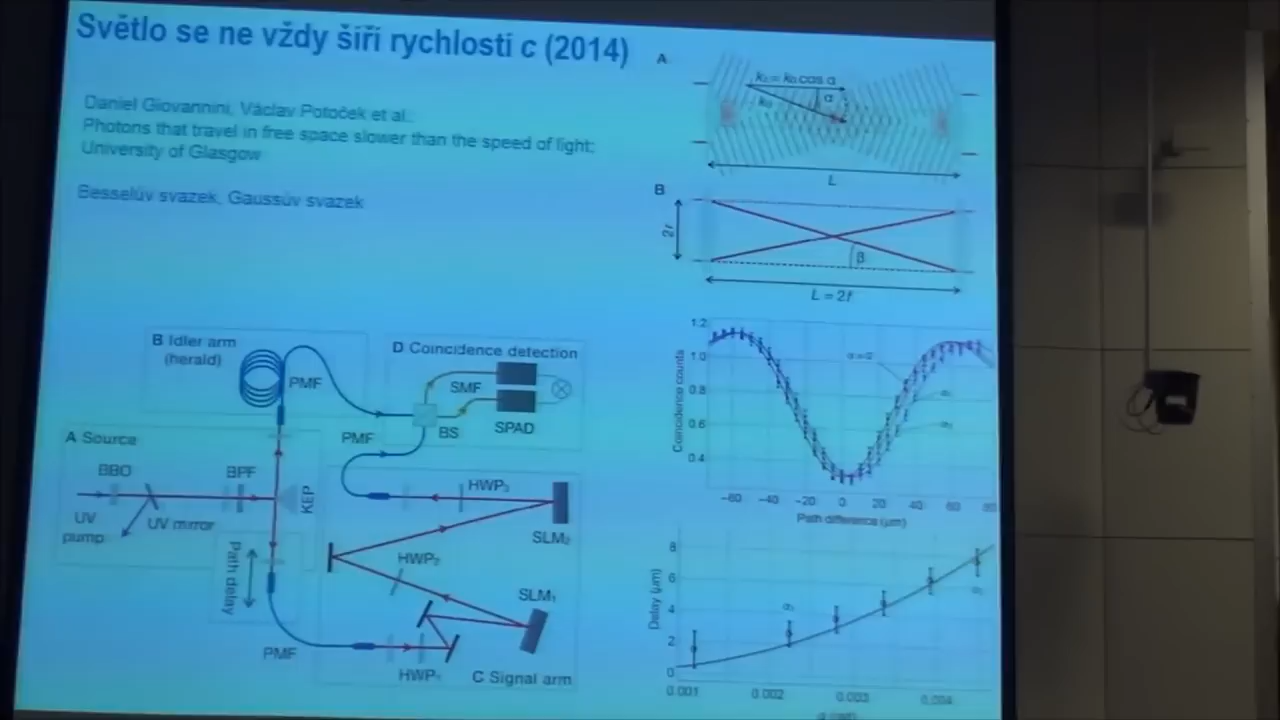 Světlo se ne vždy šíří rychlostí c (2014)
Daniel Giovannini, Václav Potoček et al.:
Photons that travel in free space slower than the speed of light;
University of Glasgow
Besselův svazek, Gaussův svazek
A
k₀
α
L
B
2f
β
L = 2f
B Idler arm
(herald)
PMF
D Coincidence detection
SMF
SPAD
BS
PMF
A Source
BBO
BPF
KEP
UV
pump
UV mirror
Path delay
PMF
HWP₃
SLM₂
HWP₂
SLM₁
HWP₁
C Signal arm
1.2
1.0
0.8
0.6
0.4
Coincidence counts
−60 −40 −20 0 20 40 60 80
Path difference (μm)
8
6
4
2
0
Delay (μm)
0.001 0.002 0.003 0.004